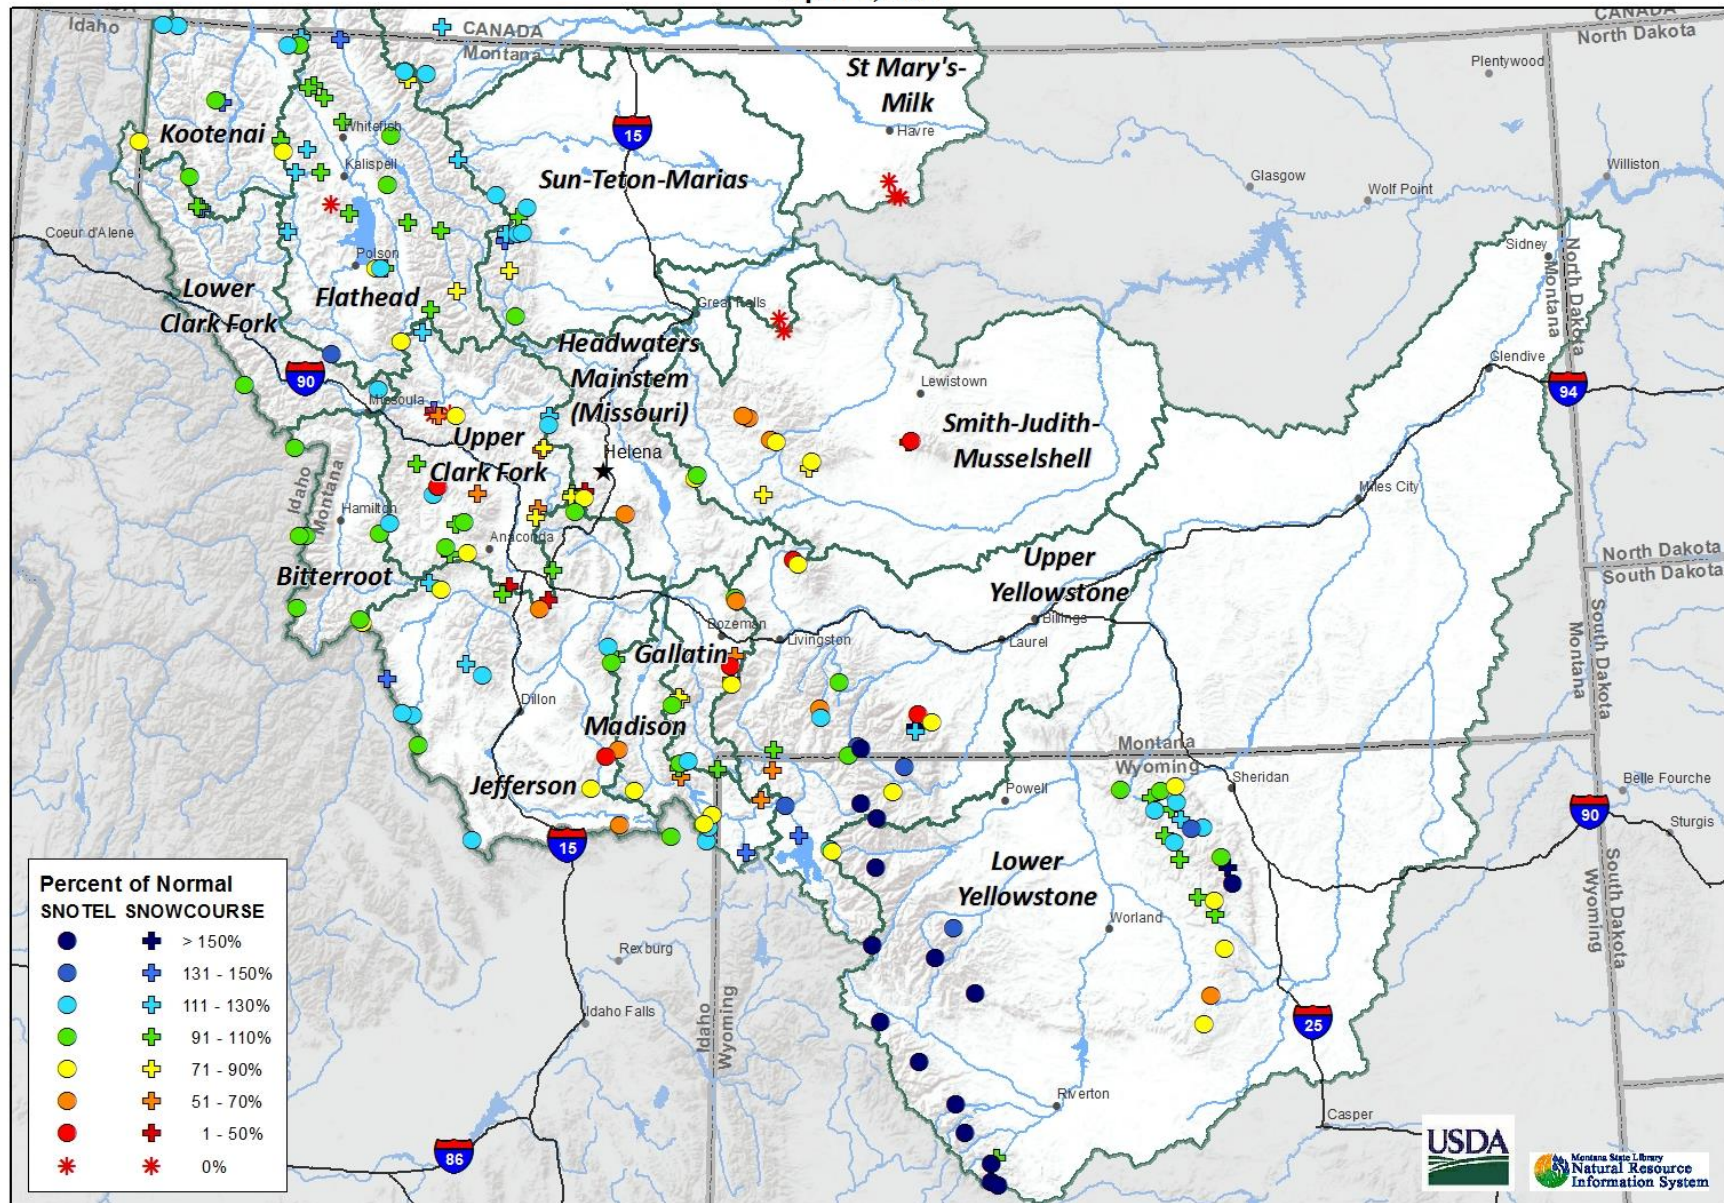 Idaho
CANADA
Montana
CANADA
North Dakota
Plentywood
St Mary's-
Milk
Havre
Kootenai
Whitefish
Kalispell
15
Sun-Teton-Marias
Glasgow
Wolf Point
Williston
Coeur d'Alene
Polson
Sidney
North Dakota
Montana
Lower
Clark Fork
Flathead
Great Falls
Headwaters
Mainstem
(Missouri)
Glendive
90
Missoula
Lewistown
94
Smith-Judith-
Musselshell
Upper
Clark Fork
Helena
Idaho
Montana
Hamilton
Miles City
Anaconda
Bitterroot
Upper
Yellowstone
North Dakota
South Dakota
Bozeman
Livingston
Billings
Laurel
Gallatin
South Dakota
Montana
Dillon
Madison
Montana
Wyoming
Jefferson
Powell
Sheridan
Belle Fourche
90
Sturgis
15
Lower
Yellowstone
Worland
South Dakota
Wyoming
Percent of Normal
SNOTEL SNOWCOURSE
> 150%
131 - 150%
111 - 130%
91 - 110%
71 - 90%
51 - 70%
1 - 50%
0%
Rexburg
Idaho Falls
Idaho
Wyoming
25
Riverton
Casper
86
USDA
Montana State Library
Natural Resource
Information System